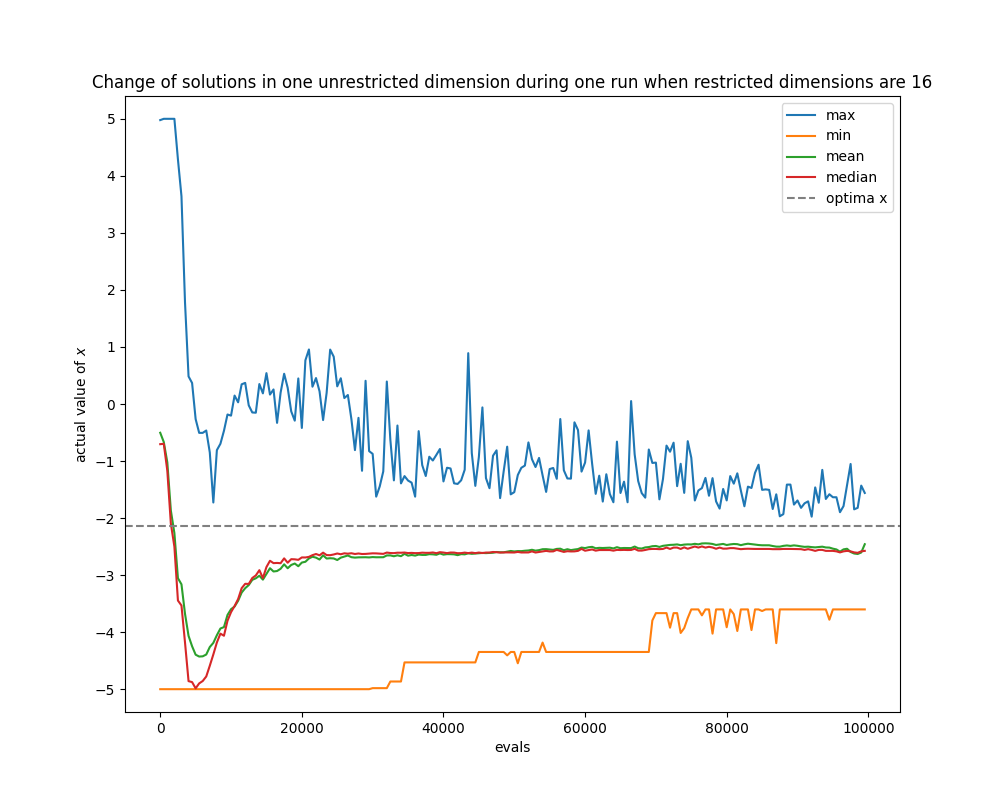 Change of solutions in one unrestricted dimension during one run when restricted dimensions are 16
max
min
mean
median
optima x
5
4
3
2
1
0
−1
−2
−3
−4
−5
actual value of x
0 20000 40000 60000 80000 100000
evals